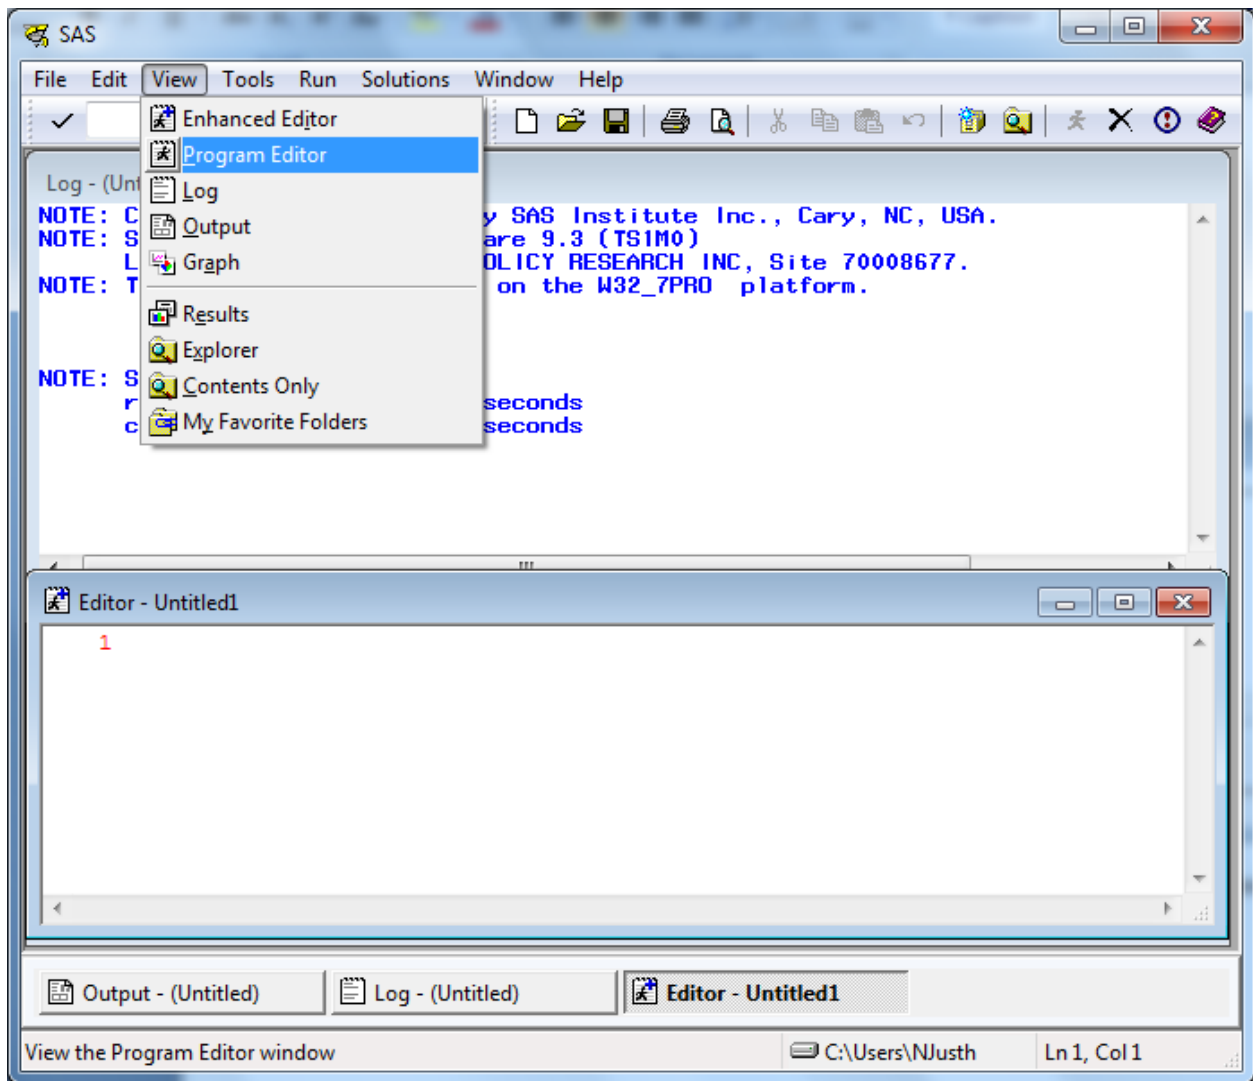 SAS
File Edit View Tools Run Solutions Window Help
Enhanced Editor
Program Editor
Log - (Unt
Log
NOTE: C y SAS Institute Inc., Cary, NC, USA.
Output
NOTE: S are 9.3 (TS1M0)
Graph
L OLICY RESEARCH INC, Site 70008677.
NOTE: T on the W32_7PRO platform.
Results
Explorer
NOTE: S
Contents Only
r seconds
My Favorite Folders
c seconds
Editor - Untitled1
1
Output - (Untitled) Log - (Untitled) Editor - Untitled1
View the Program Editor window C:\Users\NJusth Ln 1, Col 1